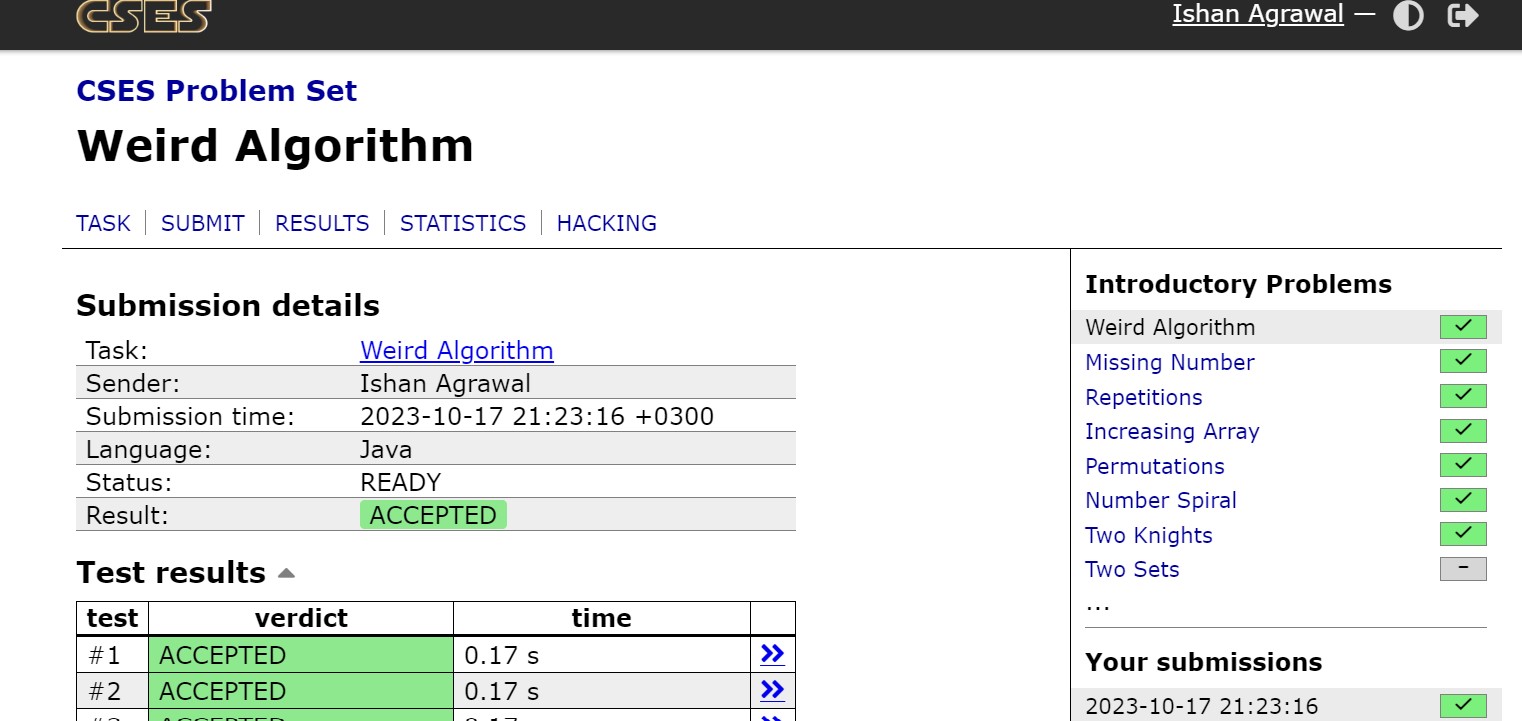 CSES
Ishan Agrawal —
CSES Problem Set
Weird Algorithm
TASK | SUBMIT | RESULTS | STATISTICS | HACKING
Submission details
Task: Weird Algorithm
Sender: Ishan Agrawal
Submission time: 2023-10-17 21:23:16 +0300
Language: Java
Status: READY
Result: ACCEPTED
Test results
test verdict time
#1 ACCEPTED 0.17 s >>
#2 ACCEPTED 0.17 s >>
Introductory Problems
Weird Algorithm ✓
Missing Number ✓
Repetitions ✓
Increasing Array ✓
Permutations ✓
Number Spiral ✓
Two Knights ✓
Two Sets –
...
Your submissions
2023-10-17 21:23:16 ✓